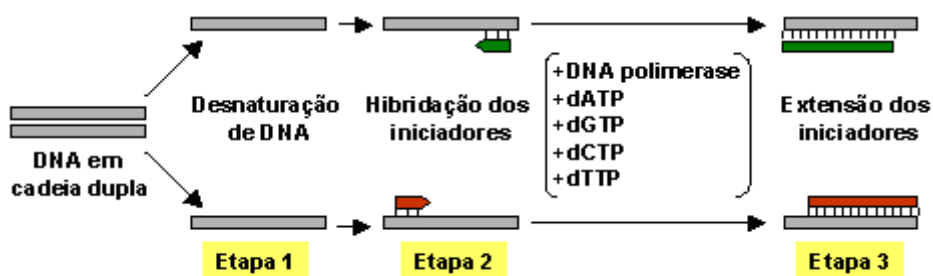 DNA em
cadeia dupla
Desnaturação
de DNA
Hibridação dos
iniciadores
+DNA polimerase
+dATP
+dGTP
+dCTP
+dTTP
Extensão dos
iniciadores
Etapa 1
Etapa 2
Etapa 3